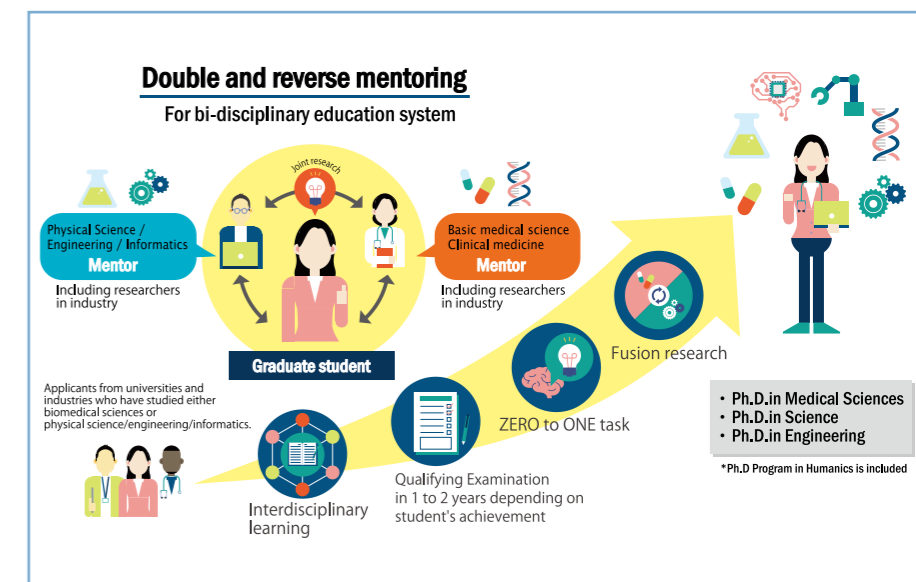 Double and reverse mentoring
For bi-disciplinary education system
Joint research
Physical Science /
Engineering / Informatics
Mentor
Including researchers
in industry
Basic medical science
Clinical medicine
Mentor
Including researchers
in industry
Graduate student
Applicants from universities and
industries who have studied either
biomedical sciences or
physical science/engineering/informatics.
Interdisciplinary
learning
Qualifying Examination
in 1 to 2 years depending on
student's achievement
ZERO to ONE task
Fusion research
・ Ph.D.in Medical Sciences
・ Ph.D.in Science
・ Ph.D.in Engineering
*Ph.D Program in Humanics is included